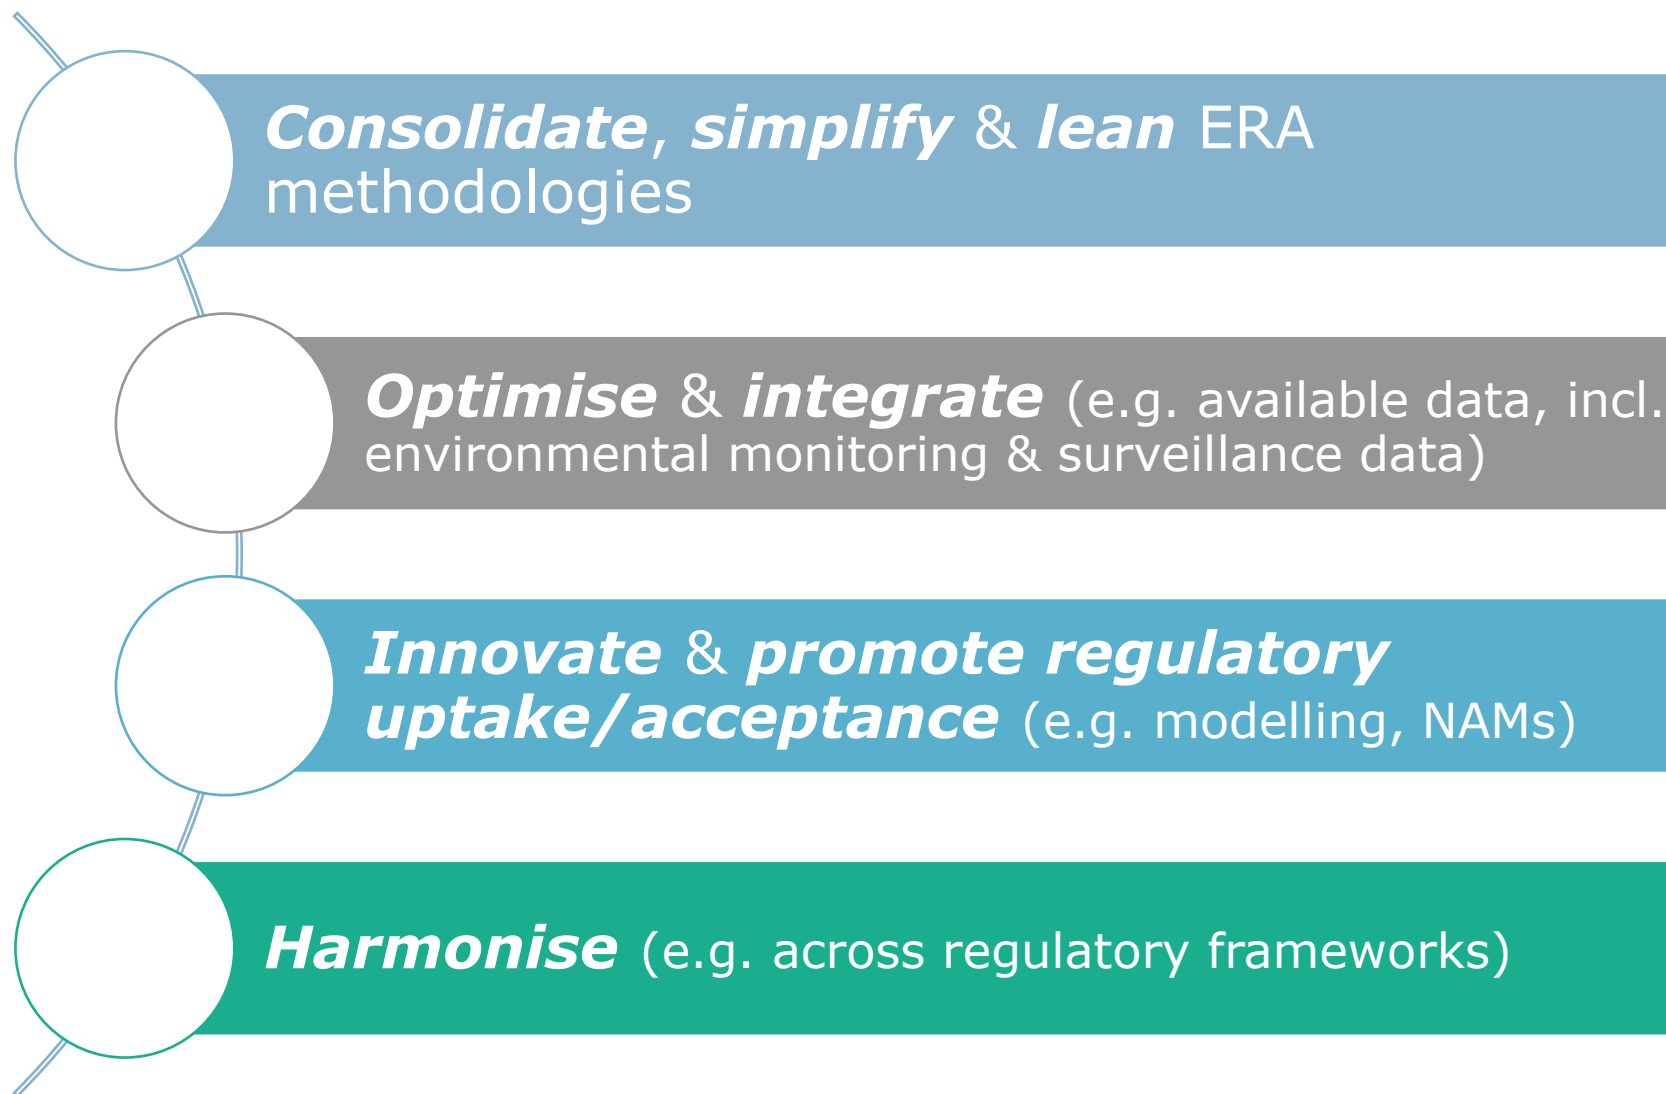 Consolidate, simplify & lean ERA
methodologies
Optimise & integrate (e.g. available data, incl.
environmental monitoring & surveillance data)
Innovate & promote regulatory
uptake/acceptance (e.g. modelling, NAMs)
Harmonise (e.g. across regulatory frameworks)